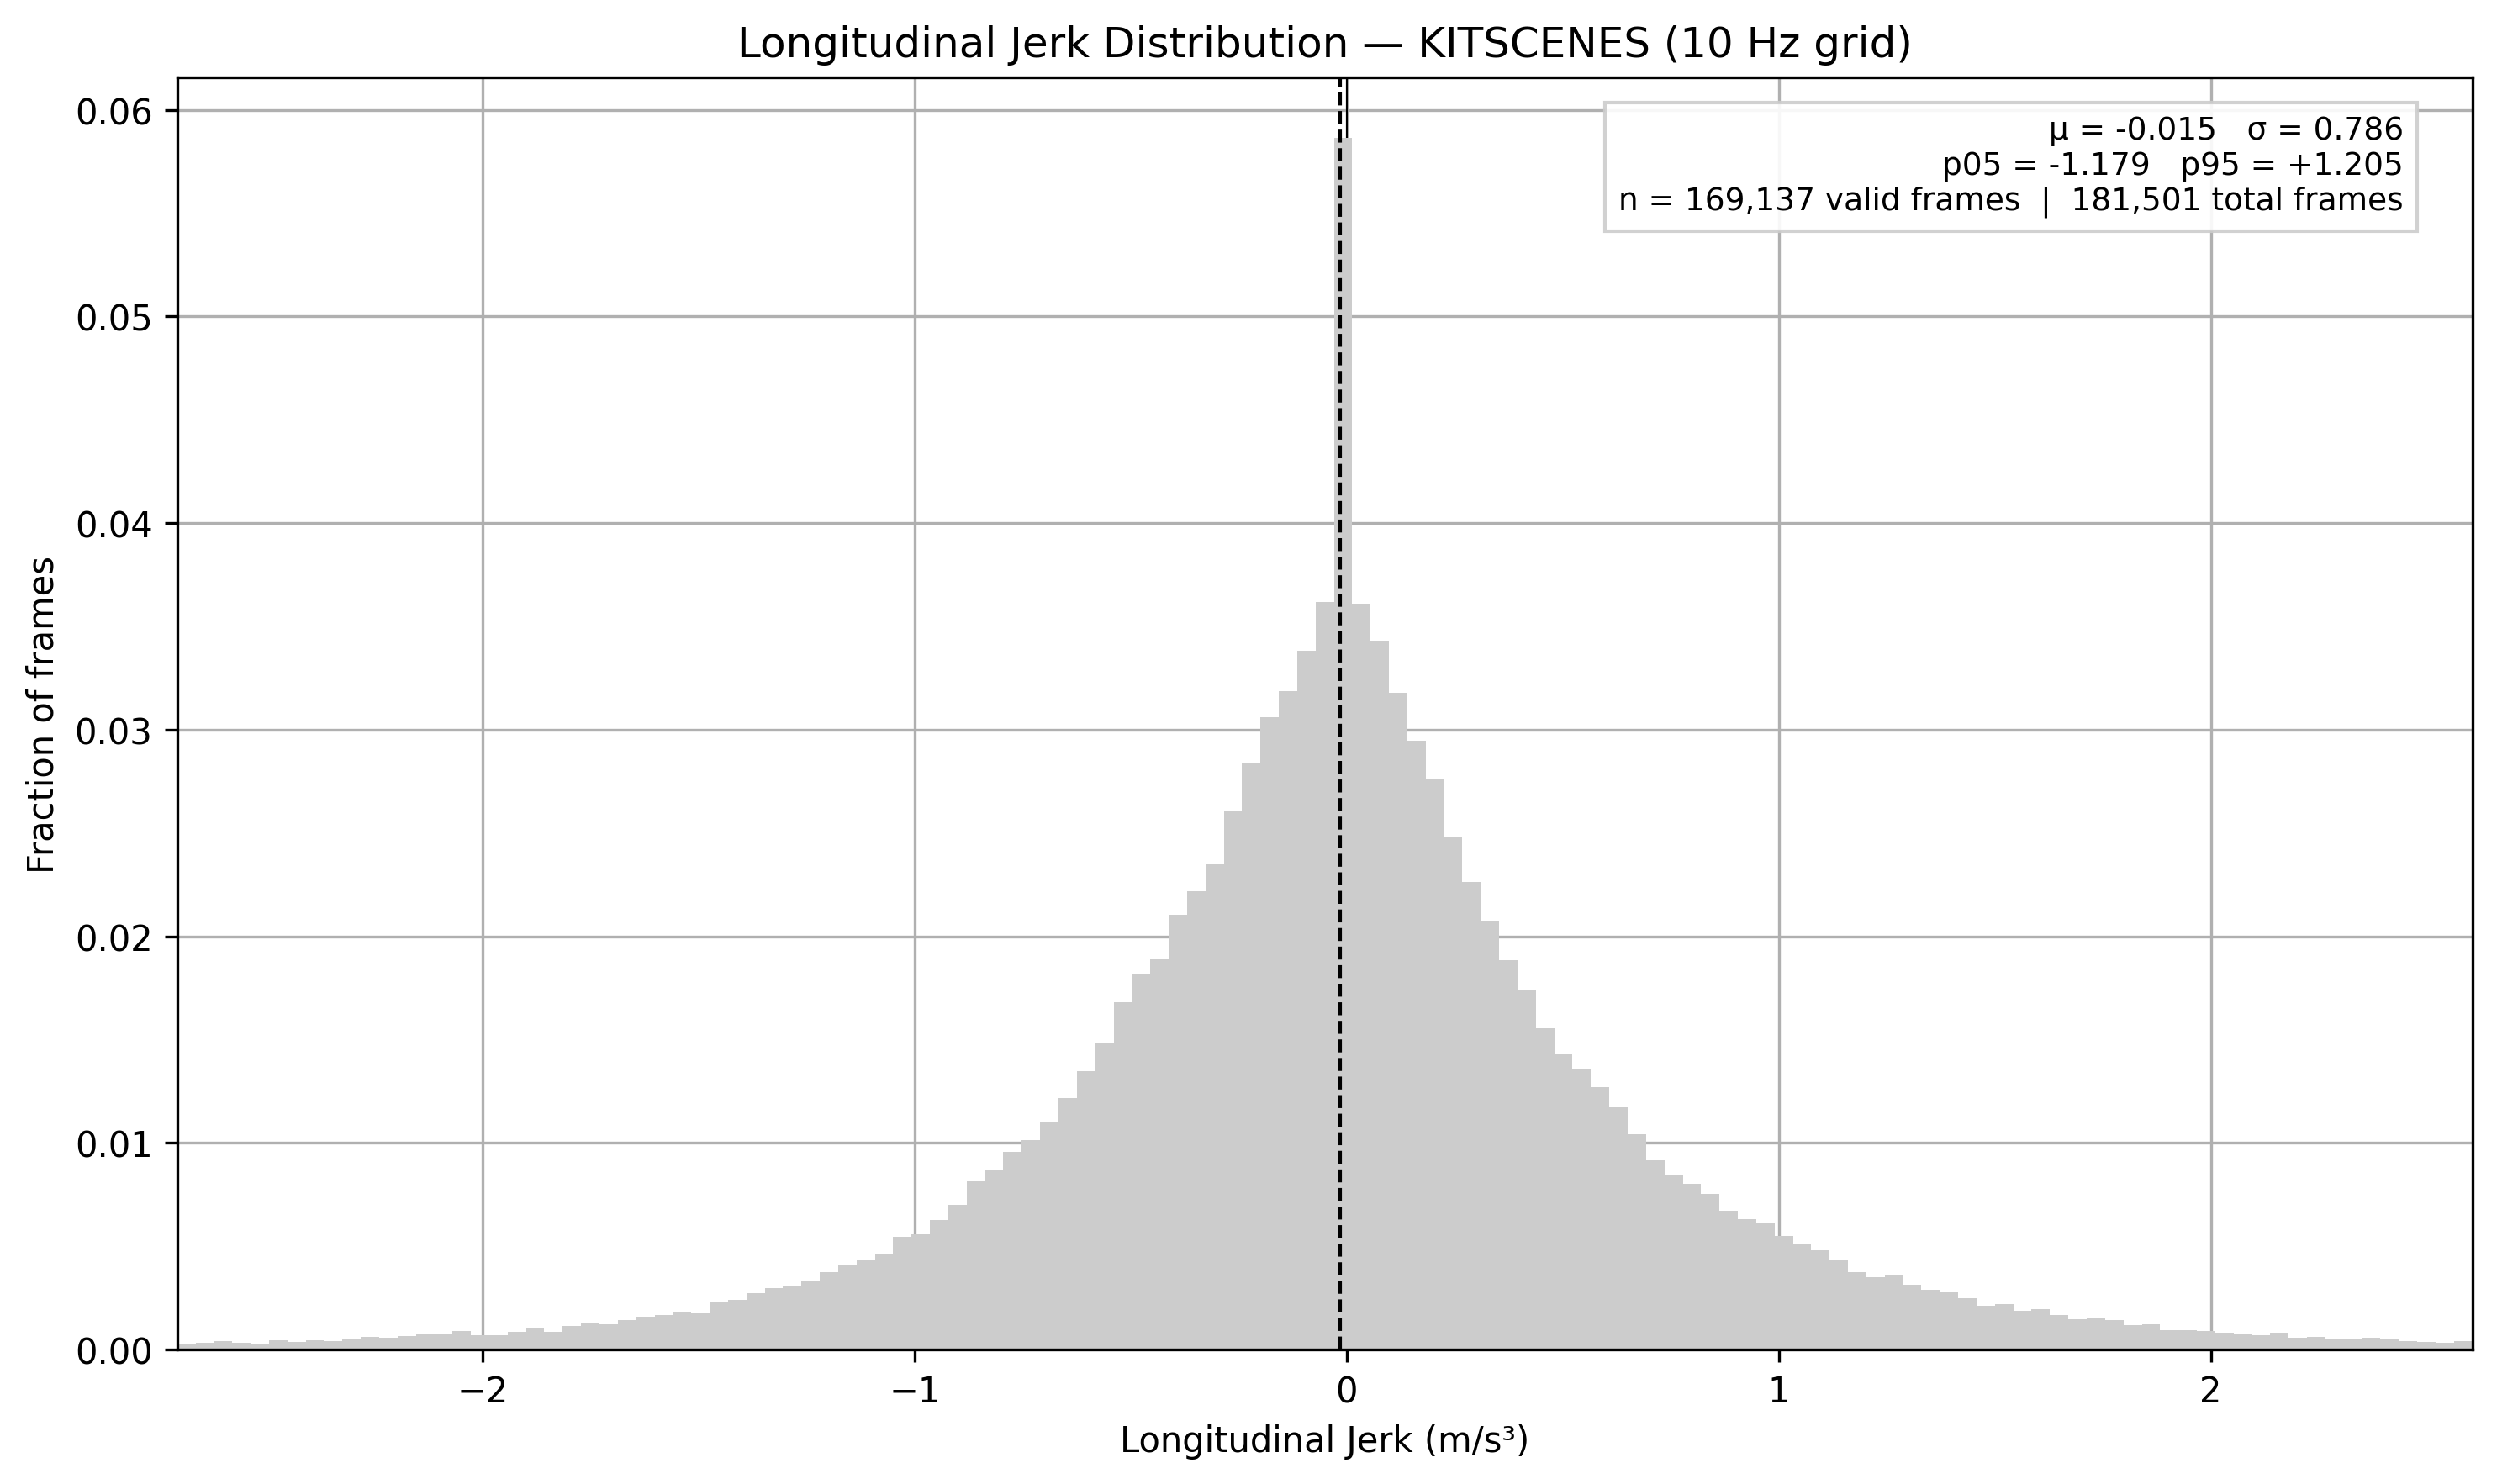 Longitudinal Jerk Distribution — KITSCENES (10 Hz grid)
μ = -0.015   σ = 0.786
p05 = -1.179   p95 = +1.205
n = 169,137 valid frames  |  181,501 total frames
0.06
0.05
0.04
0.03
0.02
0.01
0.00
Fraction of frames
−2
−1
0
1
2
Longitudinal Jerk (m/s³)